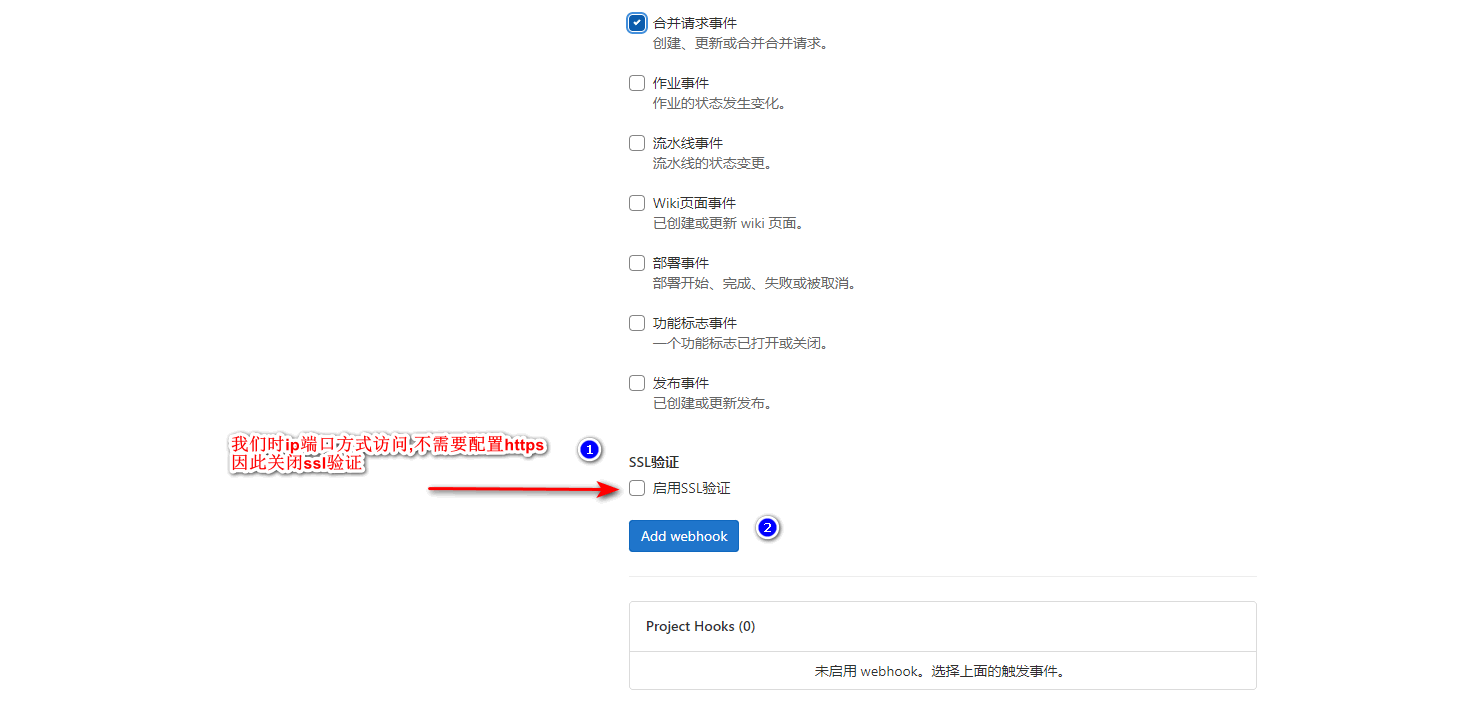 合并请求事件
创建、更新或合并合并请求。
作业事件
作业的状态发生变化。
流水线事件
流水线的状态变更。
Wiki页面事件
已创建或更新 wiki 页面。
部署事件
部署开始、完成、失败或被取消。
功能标志事件
一个功能标志已打开或关闭。
发布事件
已创建或更新发布。
我们时ip端口方式访问,不需要配置https
因此关闭ssl验证
1
SSL验证
启用SSL验证
Add webhook
2
Project Hooks (0)
未启用 webhook。选择上面的触发事件。